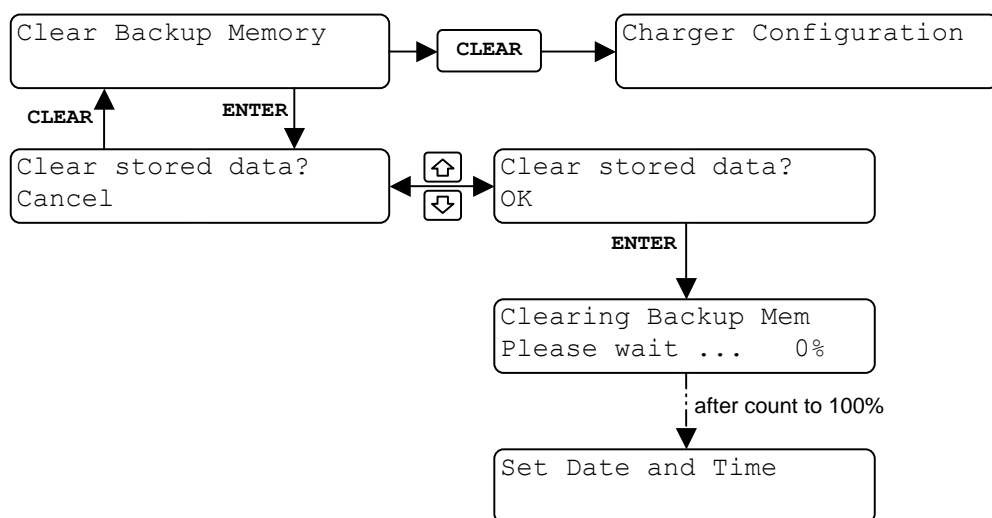 Clear Backup Memory
CLEAR
Charger Configuration
CLEAR
ENTER
Clear stored data?
Cancel
Clear stored data?
OK
ENTER
Clearing Backup Mem
Please wait ... 0%
after count to 100%
Set Date and Time